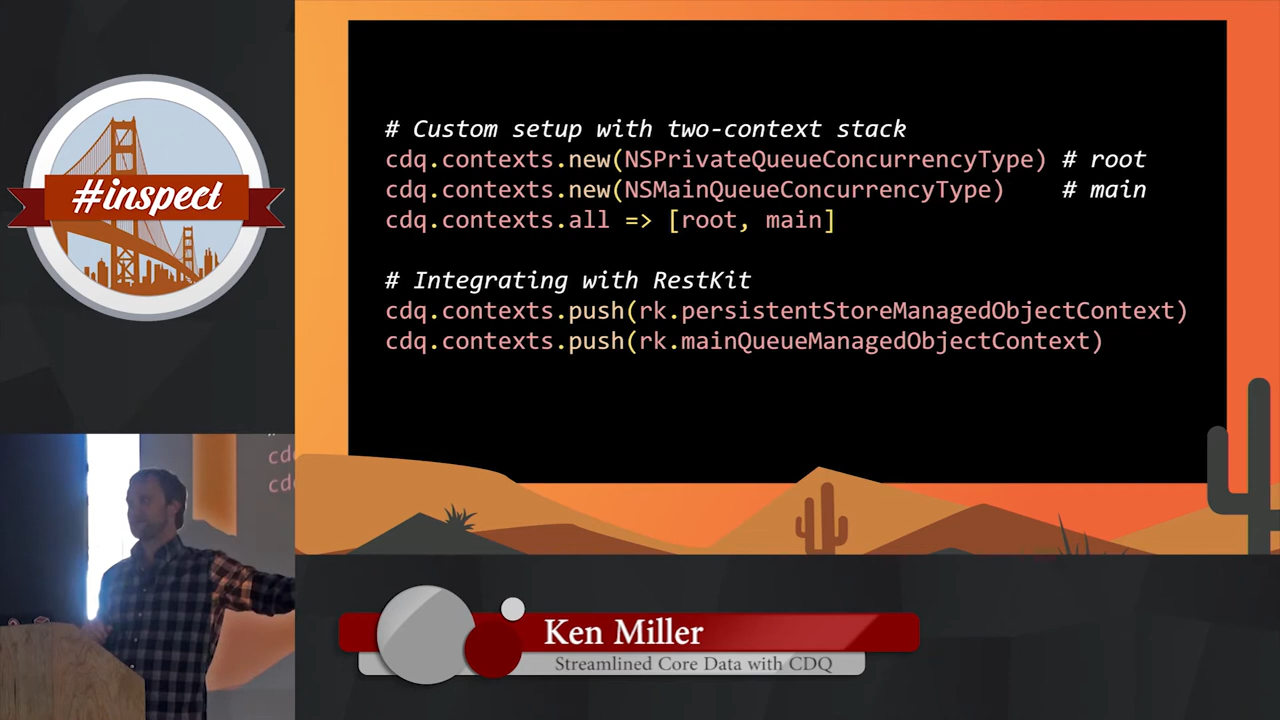 #inspect
# Custom setup with two-context stack
cdq.contexts.new(NSPrivateQueueConcurrencyType) # root
cdq.contexts.new(NSMainQueueConcurrencyType)    # main
cdq.contexts.all => [root, main]
# Integrating with RestKit
cdq.contexts.push(rk.persistentStoreManagedObjectContext)
cdq.contexts.push(rk.mainQueueManagedObjectContext)
cd
cd
Ken Miller
Streamlined Core Data with CDQ